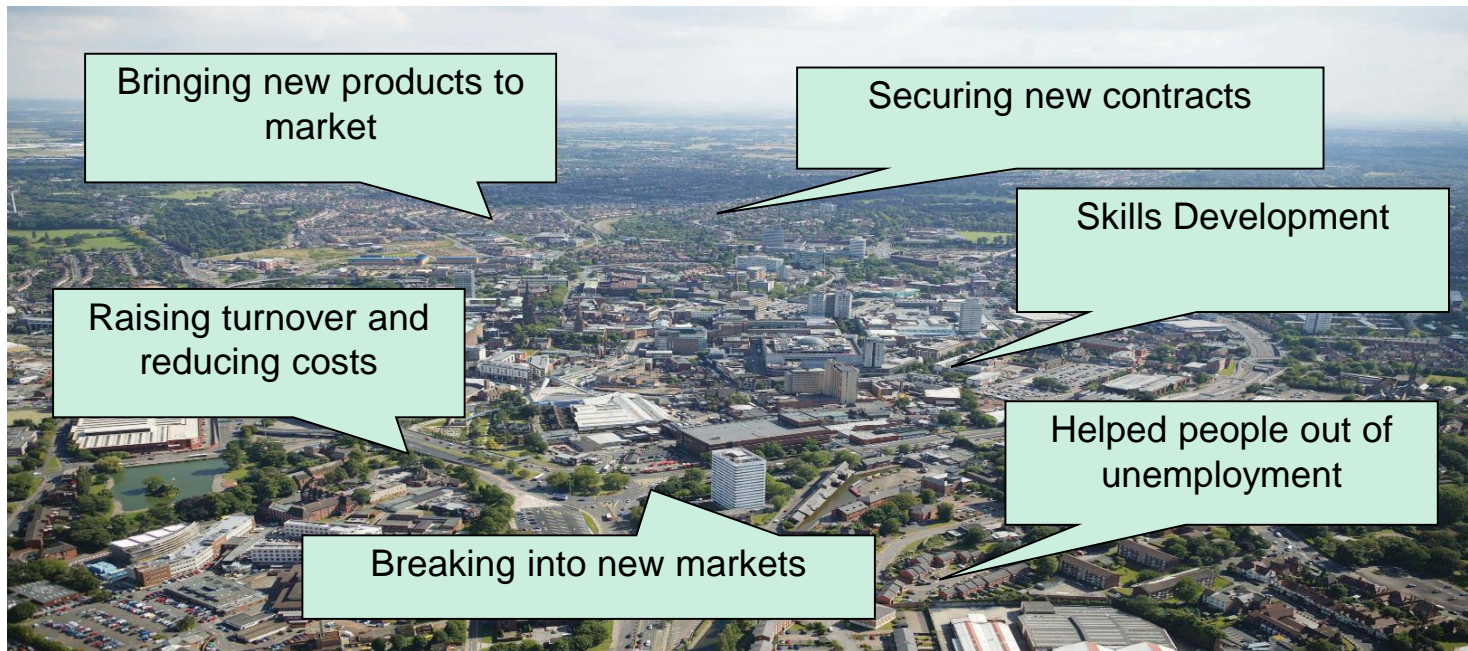 Bringing new products to
market
Securing new contracts
Skills Development
Raising turnover and
reducing costs
Helped people out of
unemployment
Breaking into new markets